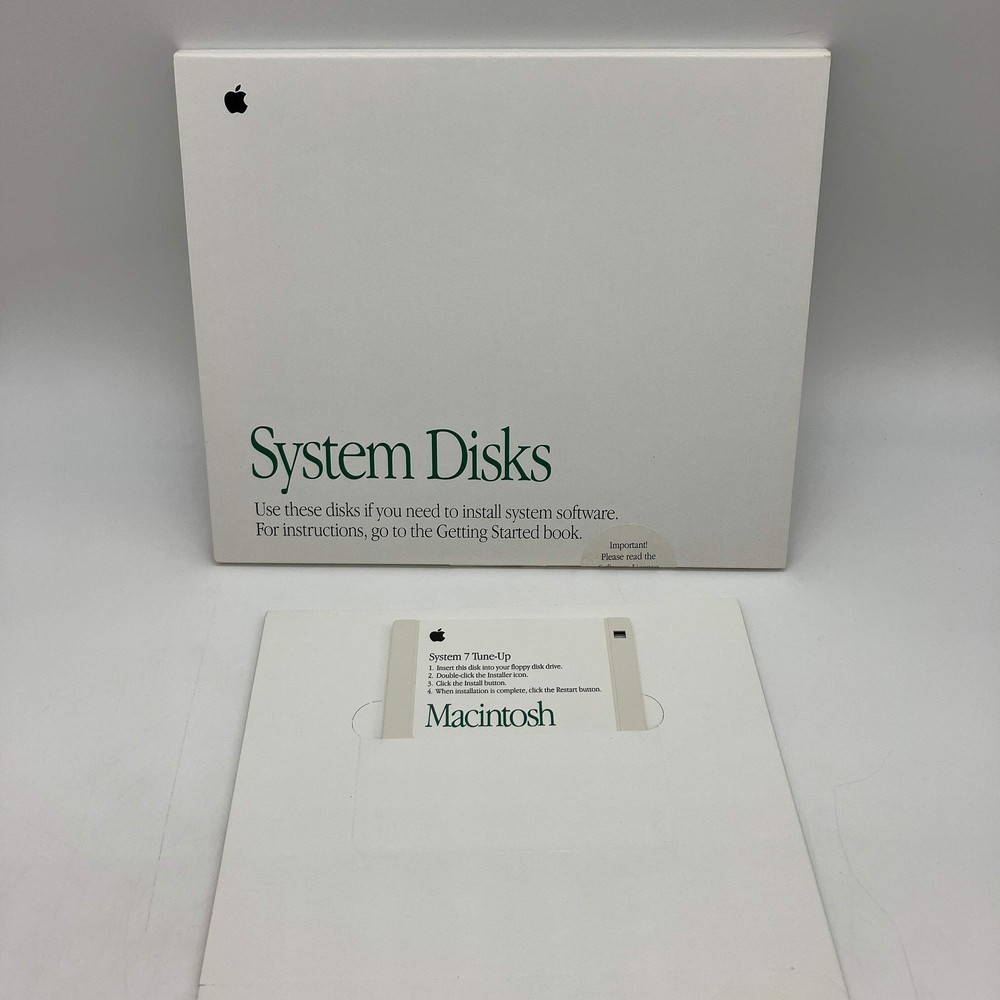 System Disks
Use these disks if you need to install system software.
For instructions, go to the Getting Started book.
Important!
Please read the
System 7 Tune-Up
1. Insert this disk into your floppy disk drive.
2. Double-click the Installer icon.
3. Click the Install button.
4. When installation is complete, click the Restart button.
Macintosh